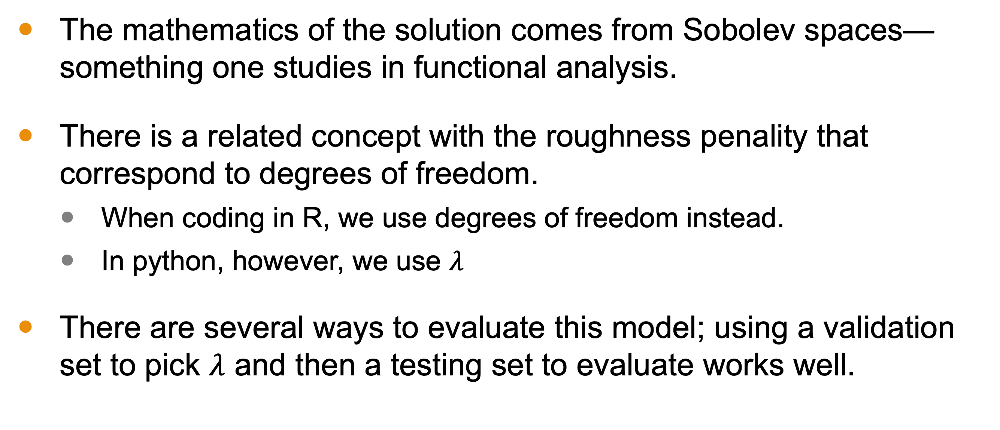 • The mathematics of the solution comes from Sobolev spaces—
something one studies in functional analysis.
• There is a related concept with the roughness penality that
correspond to degrees of freedom.
• When coding in R, we use degrees of freedom instead.
• In python, however, we use λ
• There are several ways to evaluate this model; using a validation
set to pick λ and then a testing set to evaluate works well.